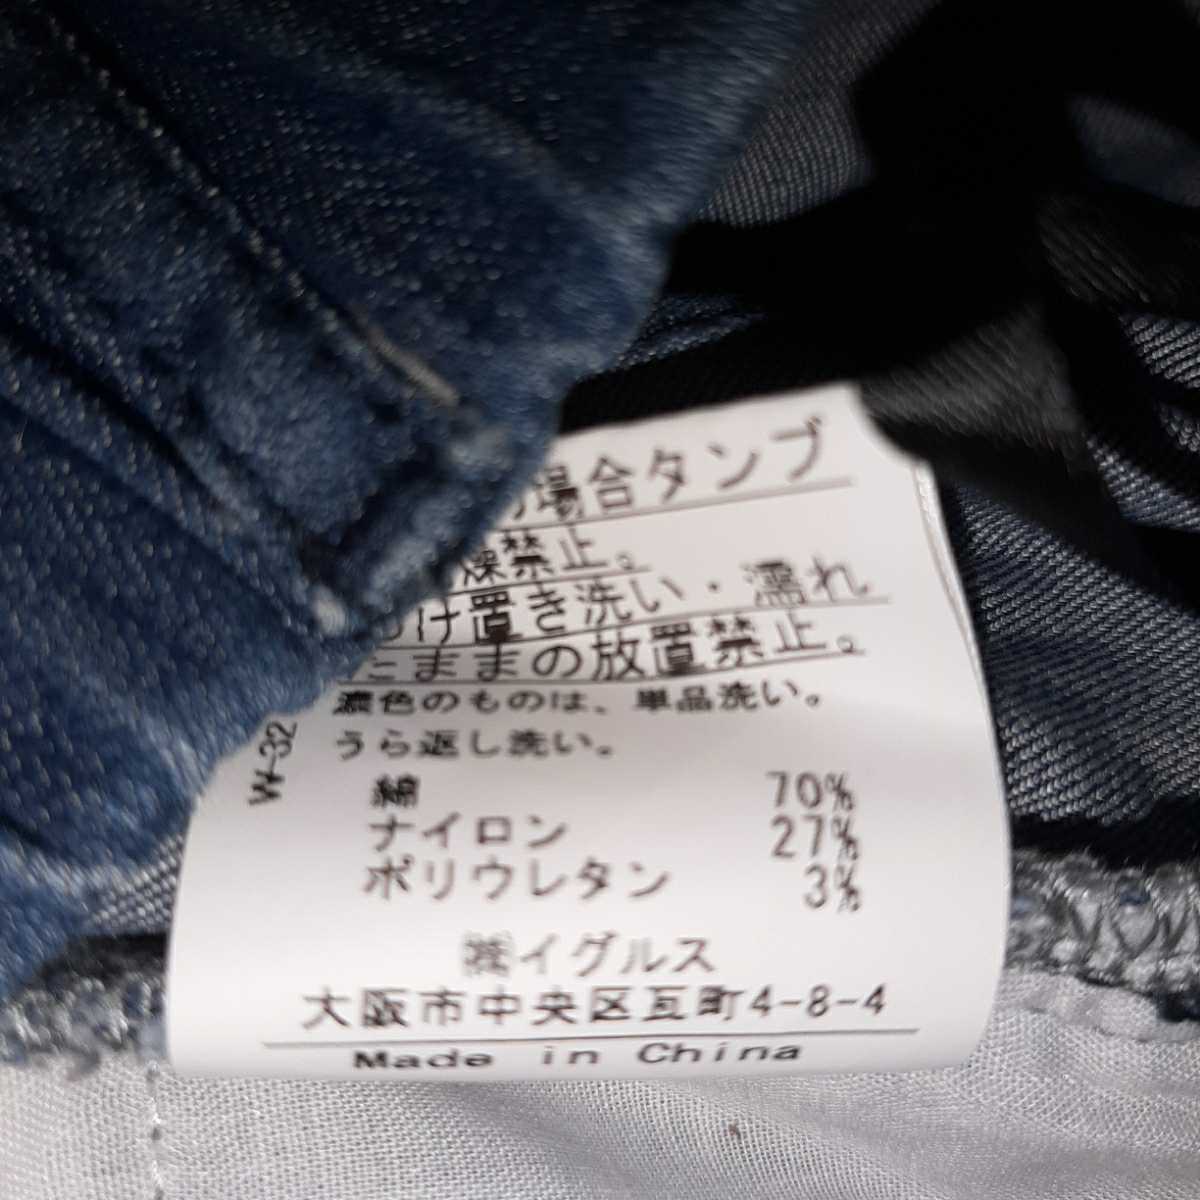 場合タンブ
燥禁止。
け置き洗い・濡れ
たままの放置禁止。
濃色のものは、単品洗い。
うら返し洗い。
W-32
綿 70%
ナイロン 27%
ポリウレタン 3%
㈱イグルス
大阪市中央区瓦町4-8-4
Made in China